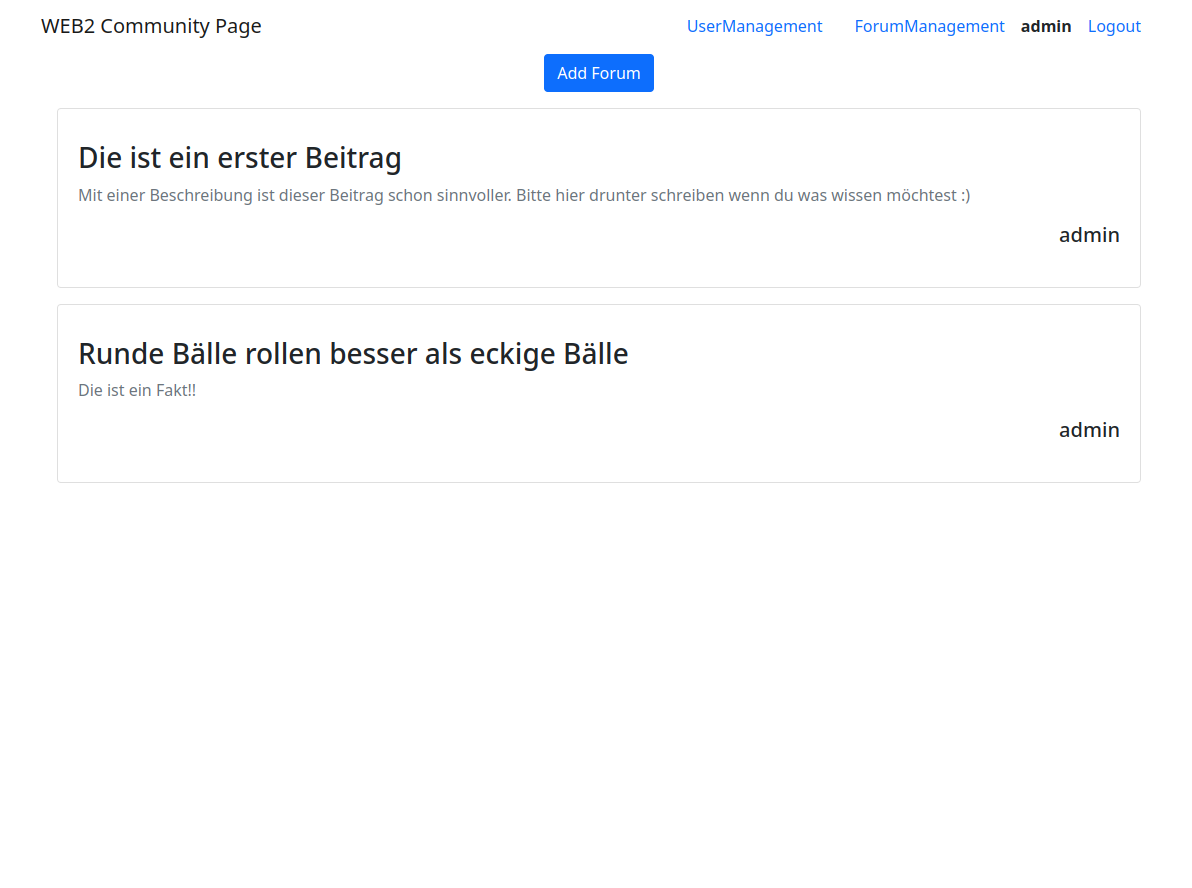 WEB2 Community Page UserManagement ForumManagement admin Logout
Add Forum
Die ist ein erster Beitrag
Mit einer Beschreibung ist dieser Beitrag schon sinnvoller. Bitte hier drunter schreiben wenn du was wissen möchtest :)
admin
Runde Bälle rollen besser als eckige Bälle
Die ist ein Fakt!!
admin